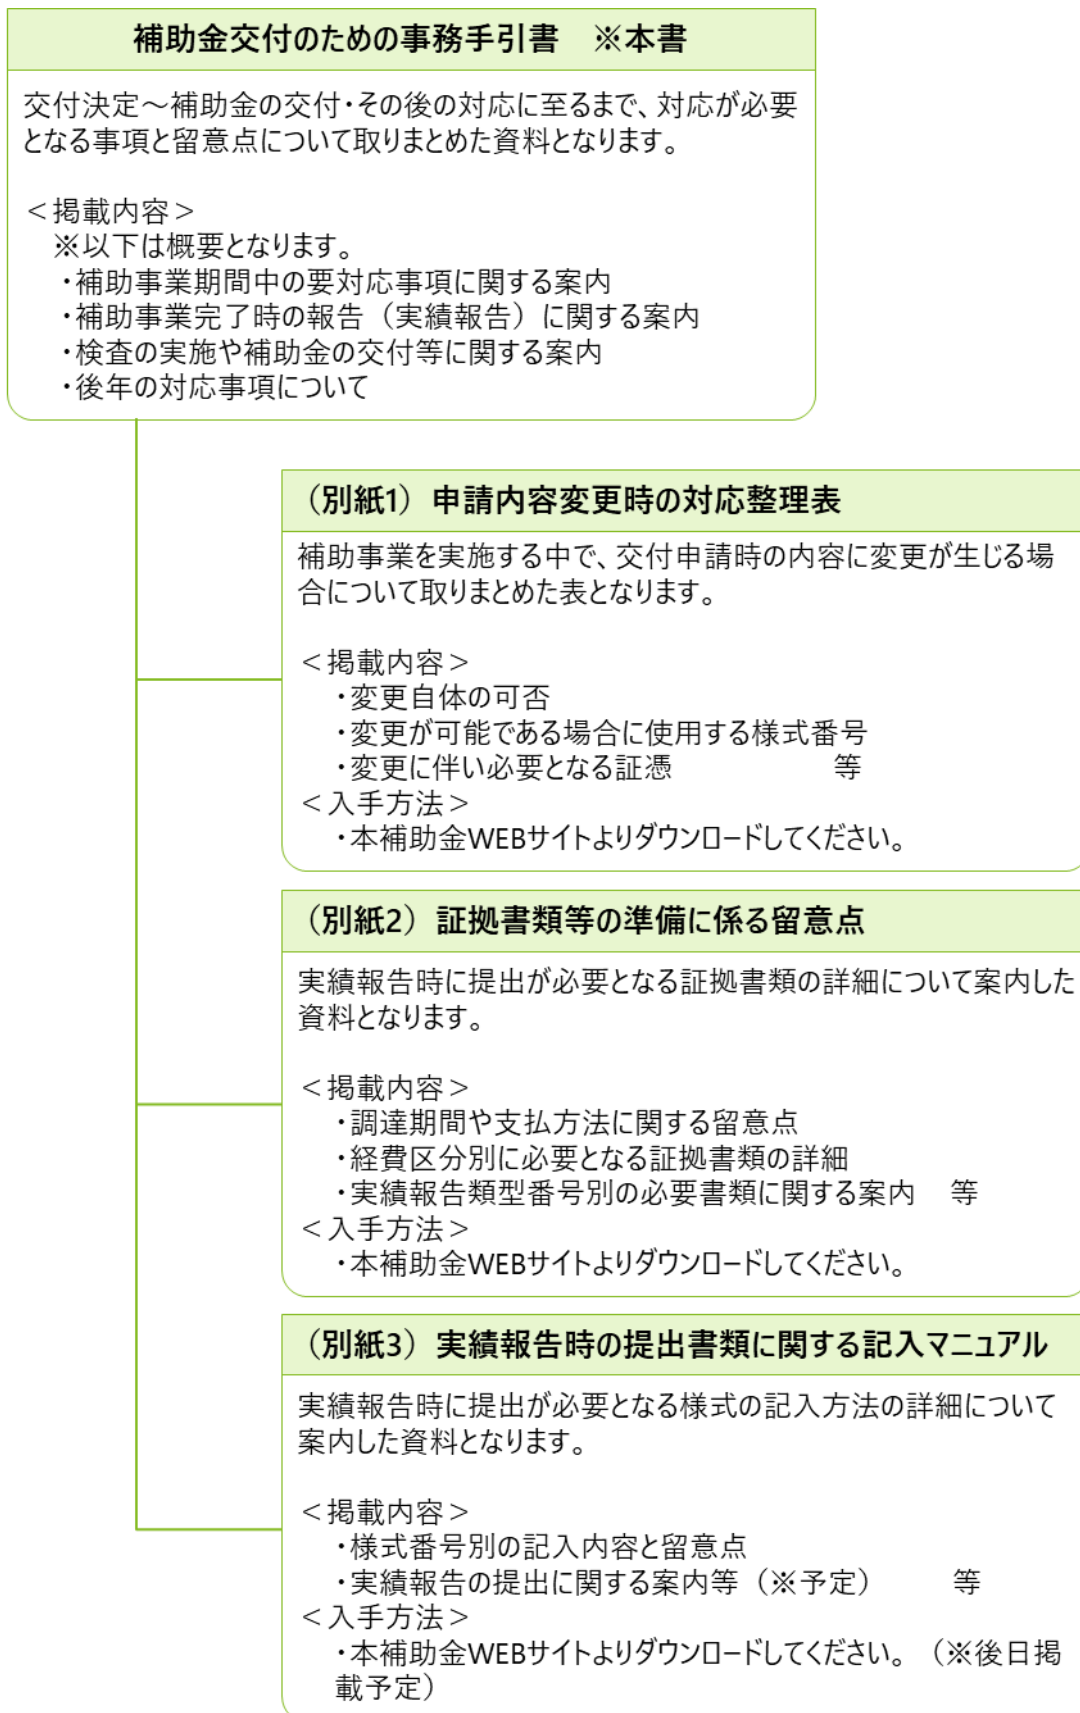 補助金交付のための事務手引書　※本書
交付決定～補助金の交付・その後の対応に至るまで、対応が必要
となる事項と留意点について取りまとめた資料となります。
＜掲載内容＞
※以下は概要となります。
・補助事業期間中の要対応事項に関する案内
・補助事業完了時の報告（実績報告）に関する案内
・検査の実施や補助金の交付等に関する案内
・後年の対応事項について
（別紙1）申請内容変更時の対応整理表
補助事業を実施する中で、交付申請時の内容に変更が生じる場
合について取りまとめた表となります。
＜掲載内容＞
・変更自体の可否
・変更が可能である場合に使用する様式番号
・変更に伴い必要となる証憑　　　　　　等
＜入手方法＞
・本補助金WEBサイトよりダウンロードしてください。
（別紙2）証拠書類等の準備に係る留意点
実績報告時に提出が必要となる証拠書類の詳細について案内した
資料となります。
＜掲載内容＞
・調達期間や支払方法に関する留意点
・経費区分別に必要となる証拠書類の詳細
・実績報告類型番号別の必要書類に関する案内　等
＜入手方法＞
・本補助金WEBサイトよりダウンロードしてください。
（別紙3）実績報告時の提出書類に関する記入マニュアル
実績報告時に提出が必要となる様式の記入方法の詳細について
案内した資料となります。
＜掲載内容＞
・様式番号別の記入内容と留意点
・実績報告の提出に関する案内等（※予定）　　　等
＜入手方法＞
・本補助金WEBサイトよりダウンロードしてください。（※後日掲
載予定）